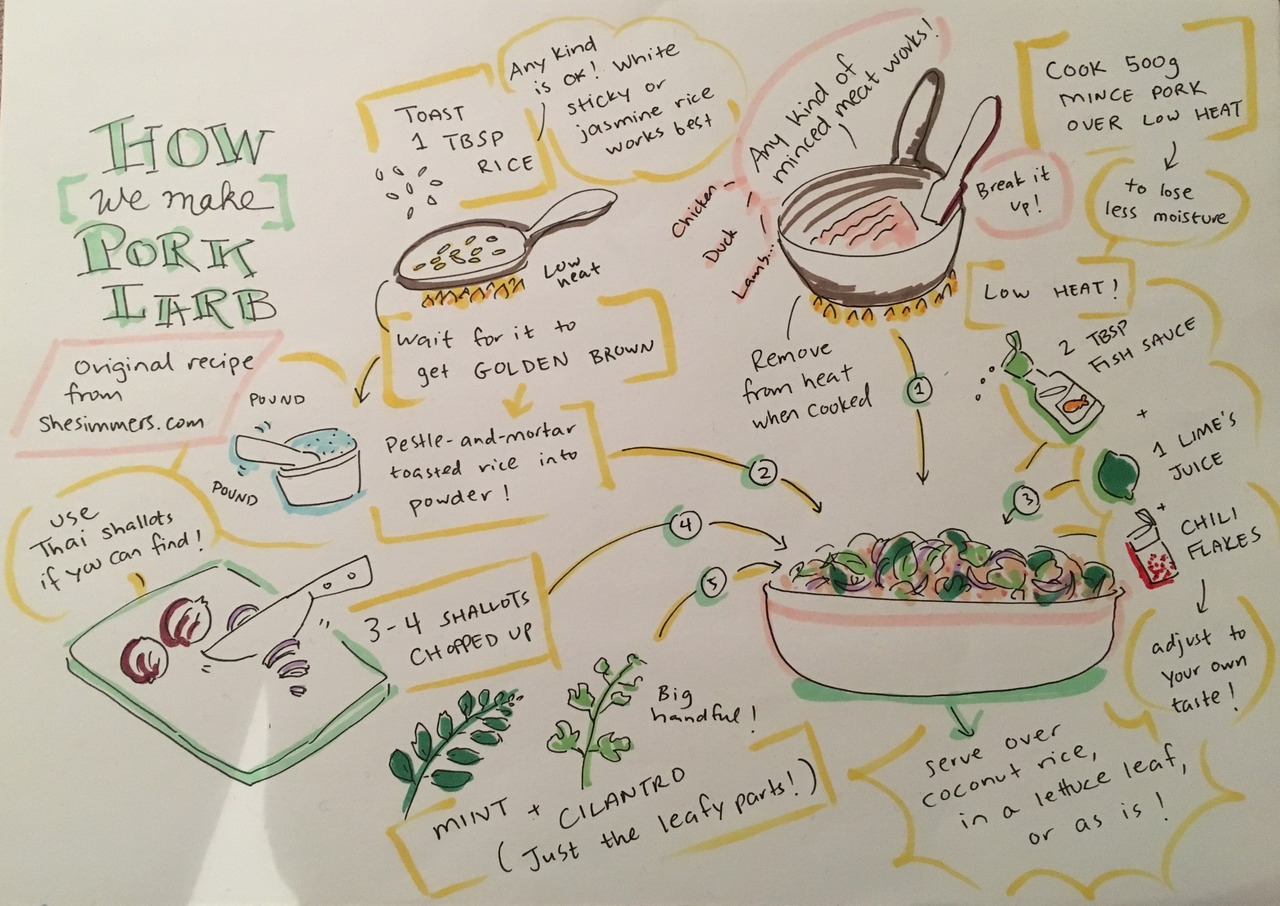 HOW
[we make]
PORK
LARB
Original recipe
from
Shesimmers.com
TOAST
1 TBSP
RICE
Any kind
is OK! White
sticky or
jasmine rice
works best
Low
heat
Wait for it to
get GOLDEN BROWN
POUND
POUND
Pestle-and-mortar
toasted rice into
powder!
Any kind of
minced meat works!
Chicken
Duck
Lamb...
Break it
up!
COOK 500g
MINCE PORK
OVER LOW HEAT
to lose
less moisture
LOW HEAT!
Remove
from heat
when cooked
1
2 TBSP
FISH SAUCE
+
1 LIME'S
JUICE
+
CHILI
FLAKES
adjust to
your own
taste!
2
3
4
5
use
Thai shallots
if you can find!
3-4 SHALLOTS
CHOPPED UP
Big
handful!
MINT + CILANTRO
(Just the leafy parts!)
serve over
coconut rice,
in a lettuce leaf,
or as is!